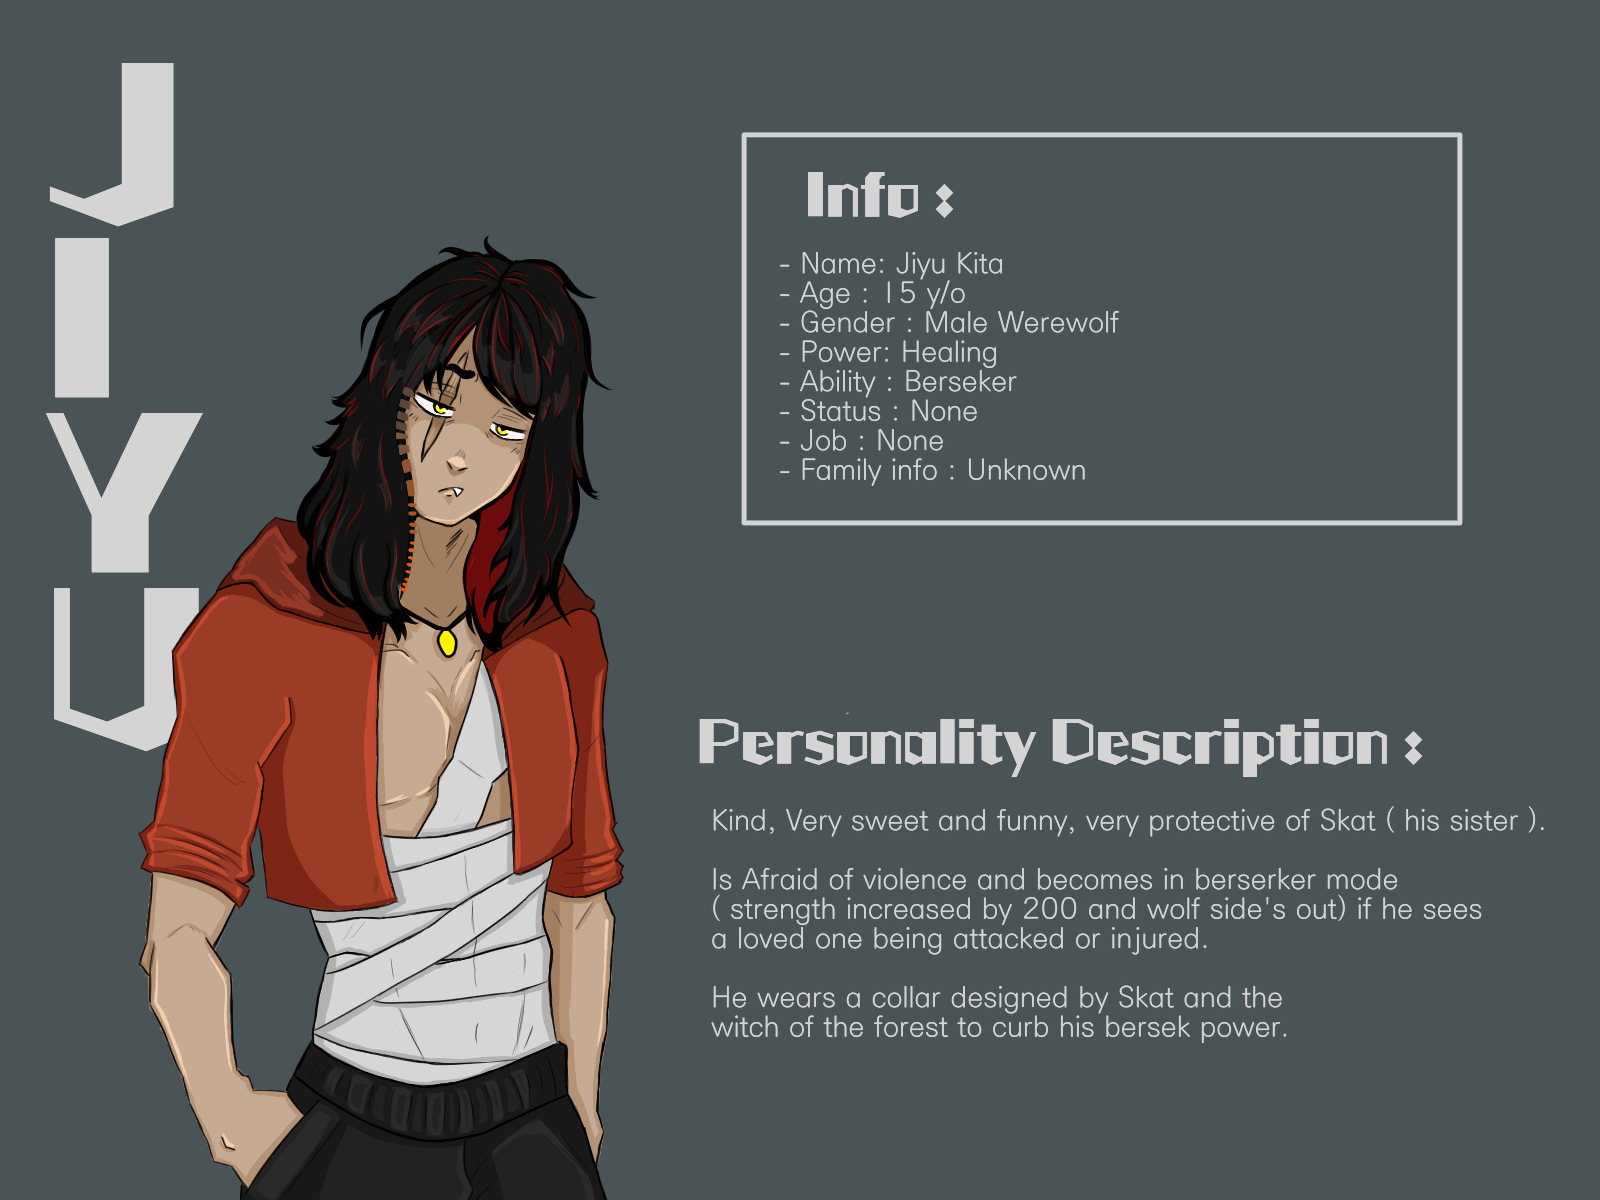 JIYU
Info :
- Name: Jiyu Kita
- Age : 15 y/o
- Gender : Male Werewolf
- Power: Healing
- Ability : Berseker
- Status : None
- Job : None
- Family info : Unknown
Personality Description :
Kind, Very sweet and funny, very protective of Skat ( his sister ).
Is Afraid of violence and becomes in berserker mode
( strength increased by 200 and wolf side's out) if he sees
a loved one being attacked or injured.
He wears a collar designed by Skat and the
witch of the forest to curb his bersek power.